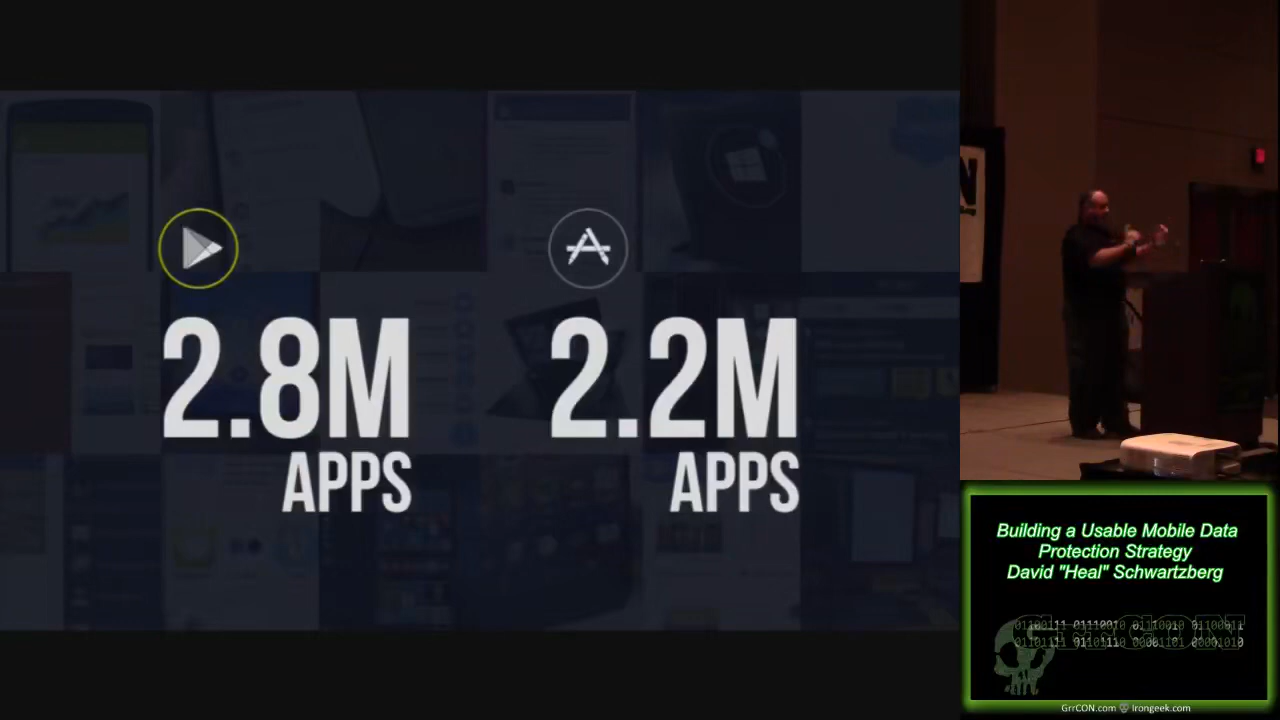 2.8M
APPS
2.2M
APPS
Building a Usable Mobile Data
Protection Strategy
David "Heal" Schwartzberg
GrrCON
GrrCON.com Irongeek.com